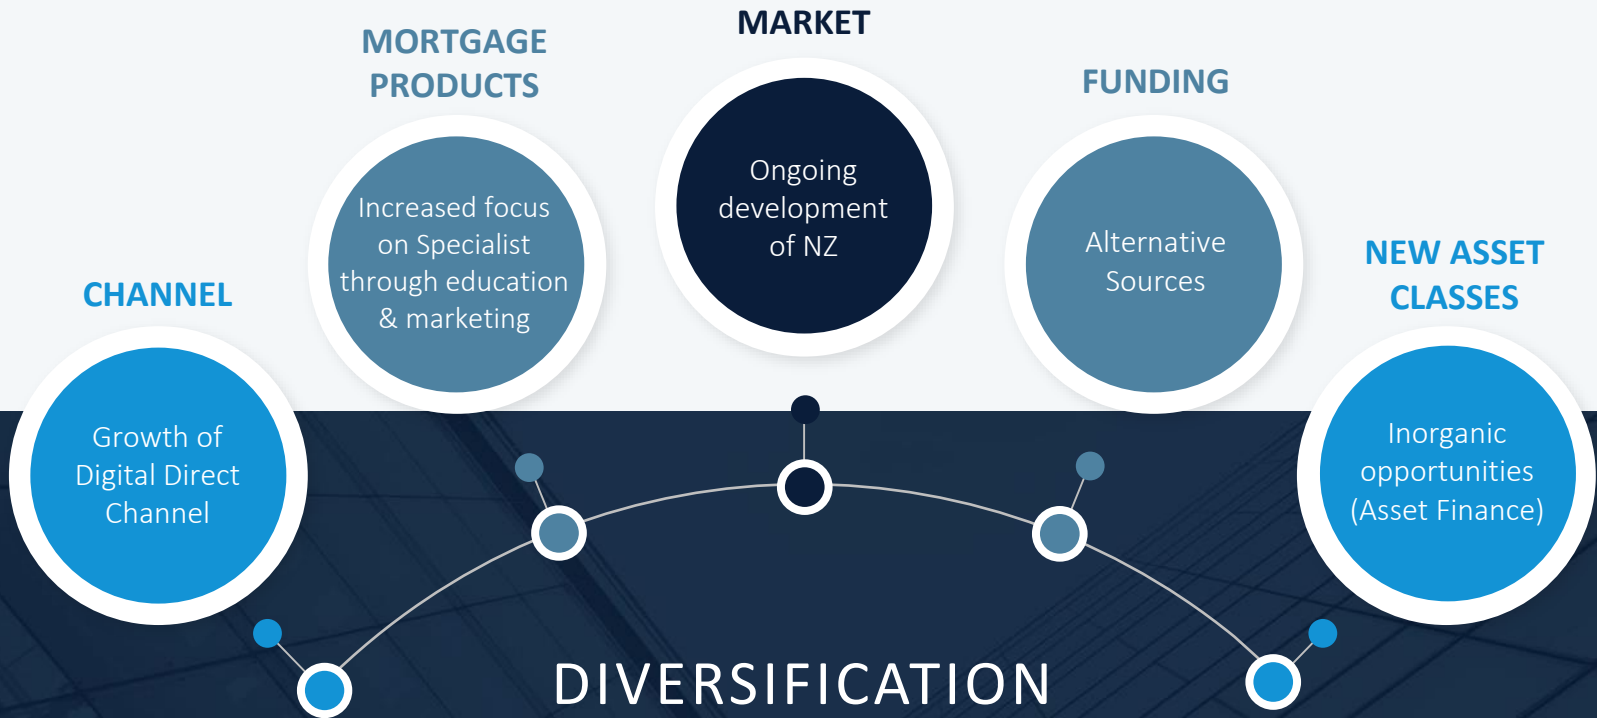 CHANNEL
Growth of
Digital Direct
Channel
MORTGAGE
PRODUCTS
Increased focus
on Specialist
through education
& marketing
MARKET
Ongoing
development
of NZ
FUNDING
Alternative
Sources
NEW ASSET
CLASSES
Inorganic
opportunities
(Asset Finance)
DIVERSIFICATION